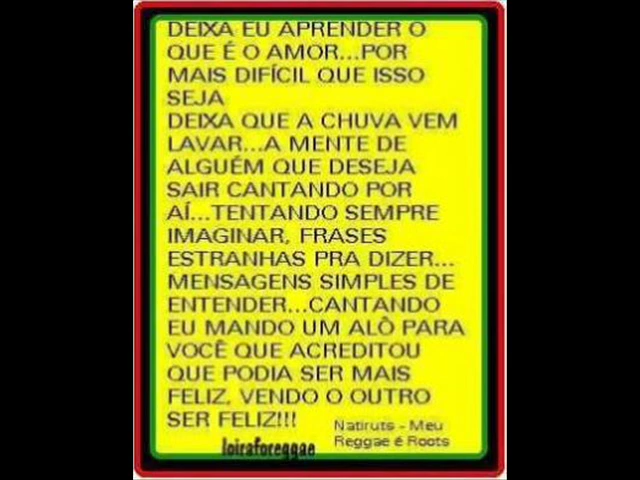 DEIXA EU APRENDER O
QUE É O AMOR...POR
MAIS DIFÍCIL QUE ISSO
SEJA
DEIXA QUE A CHUVA VEM
LAVAR...A MENTE DE
ALGUÉM QUE DESEJA
SAIR CANTANDO POR
AÍ...TENTANDO SEMPRE
IMAGINAR, FRASES
ESTRANHAS PRA DIZER...
MENSAGENS SIMPLES DE
ENTENDER...CANTANDO
EU MANDO UM ALÔ PARA
VOCÊ QUE ACREDITOU
QUE PODIA SER MAIS
FELIZ, VENDO O OUTRO
SER FELIZ!!!
Natiruts - Meu
Reggae é Roots
loiraforeggae